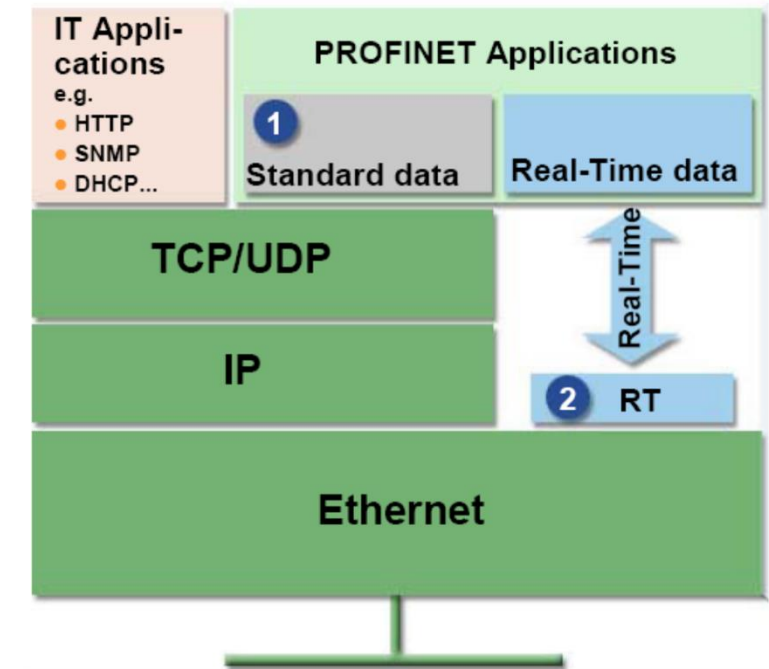 IT Appli-
cations
e.g.
• HTTP
• SNMP
• DHCP...
PROFINET Applications
1
Standard data
Real-Time data
TCP/UDP
Real-Time
IP
2 RT
Ethernet